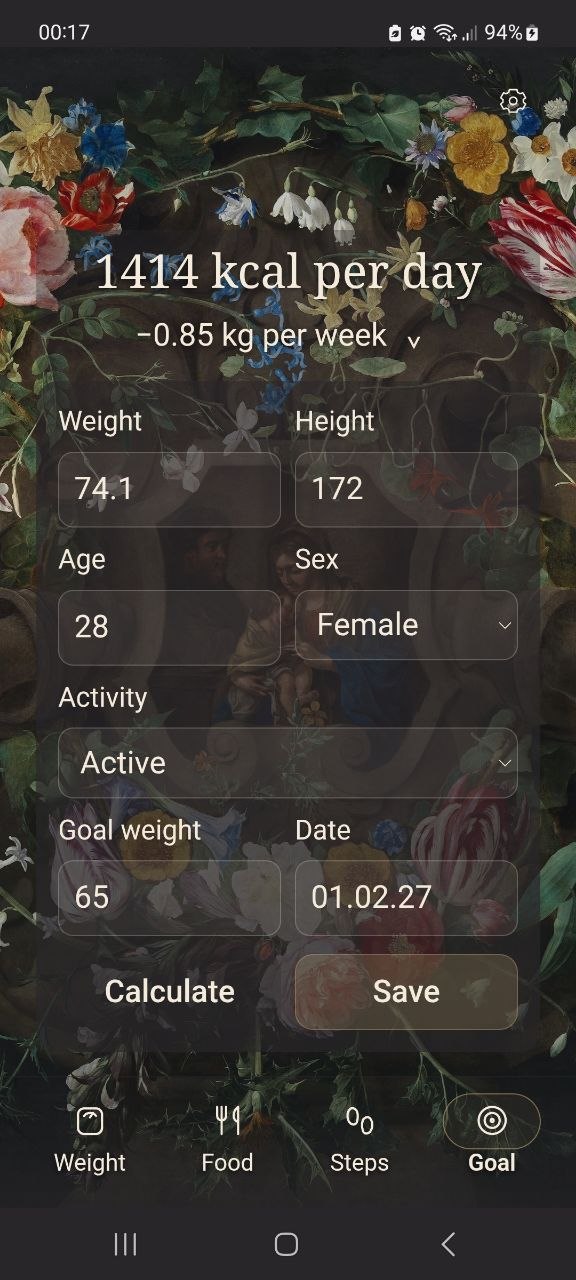 00:17
94%
1414 kcal per day
−0.85 kg per week
Weight
Height
74.1
172
Age
Sex
28
Female
Activity
Active
Goal weight
Date
65
01.02.27
Calculate
Save
Weight
Food
Steps
Goal